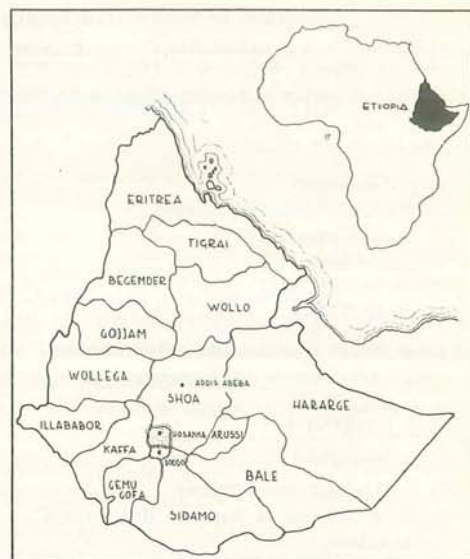 ETIOPIA
ERITREA
TIGRAI
BEGEMDER
WOLLO
GOJJAM
WOLLEGA
ADDIS ABEBA
SHOA
HARARGE
ILLABABOR
HOSANNA
ARUSSI
KAFFA
SODDO
BALE
GEMU
GOFA
SIDAMO